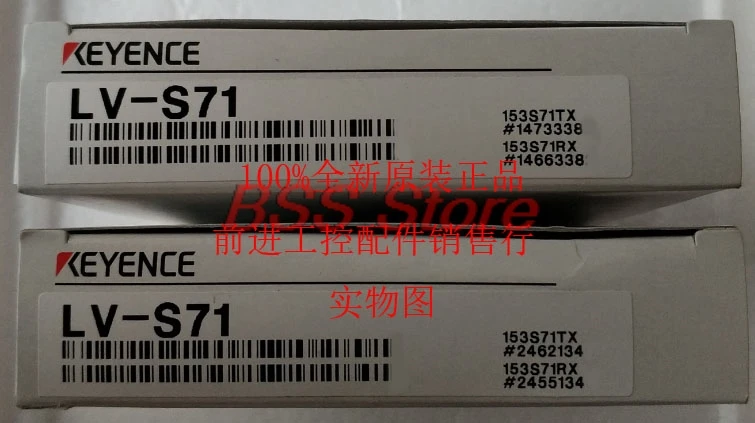 KEYENCE
LV-S71
153S71TX
#1473338
153S71RX
#1466338
100%全新原装正品
BSS Store
前进工控配件销售行
实物图
KEYENCE
LV-S71
153S71TX
#2462134
153S71RX
#2455134